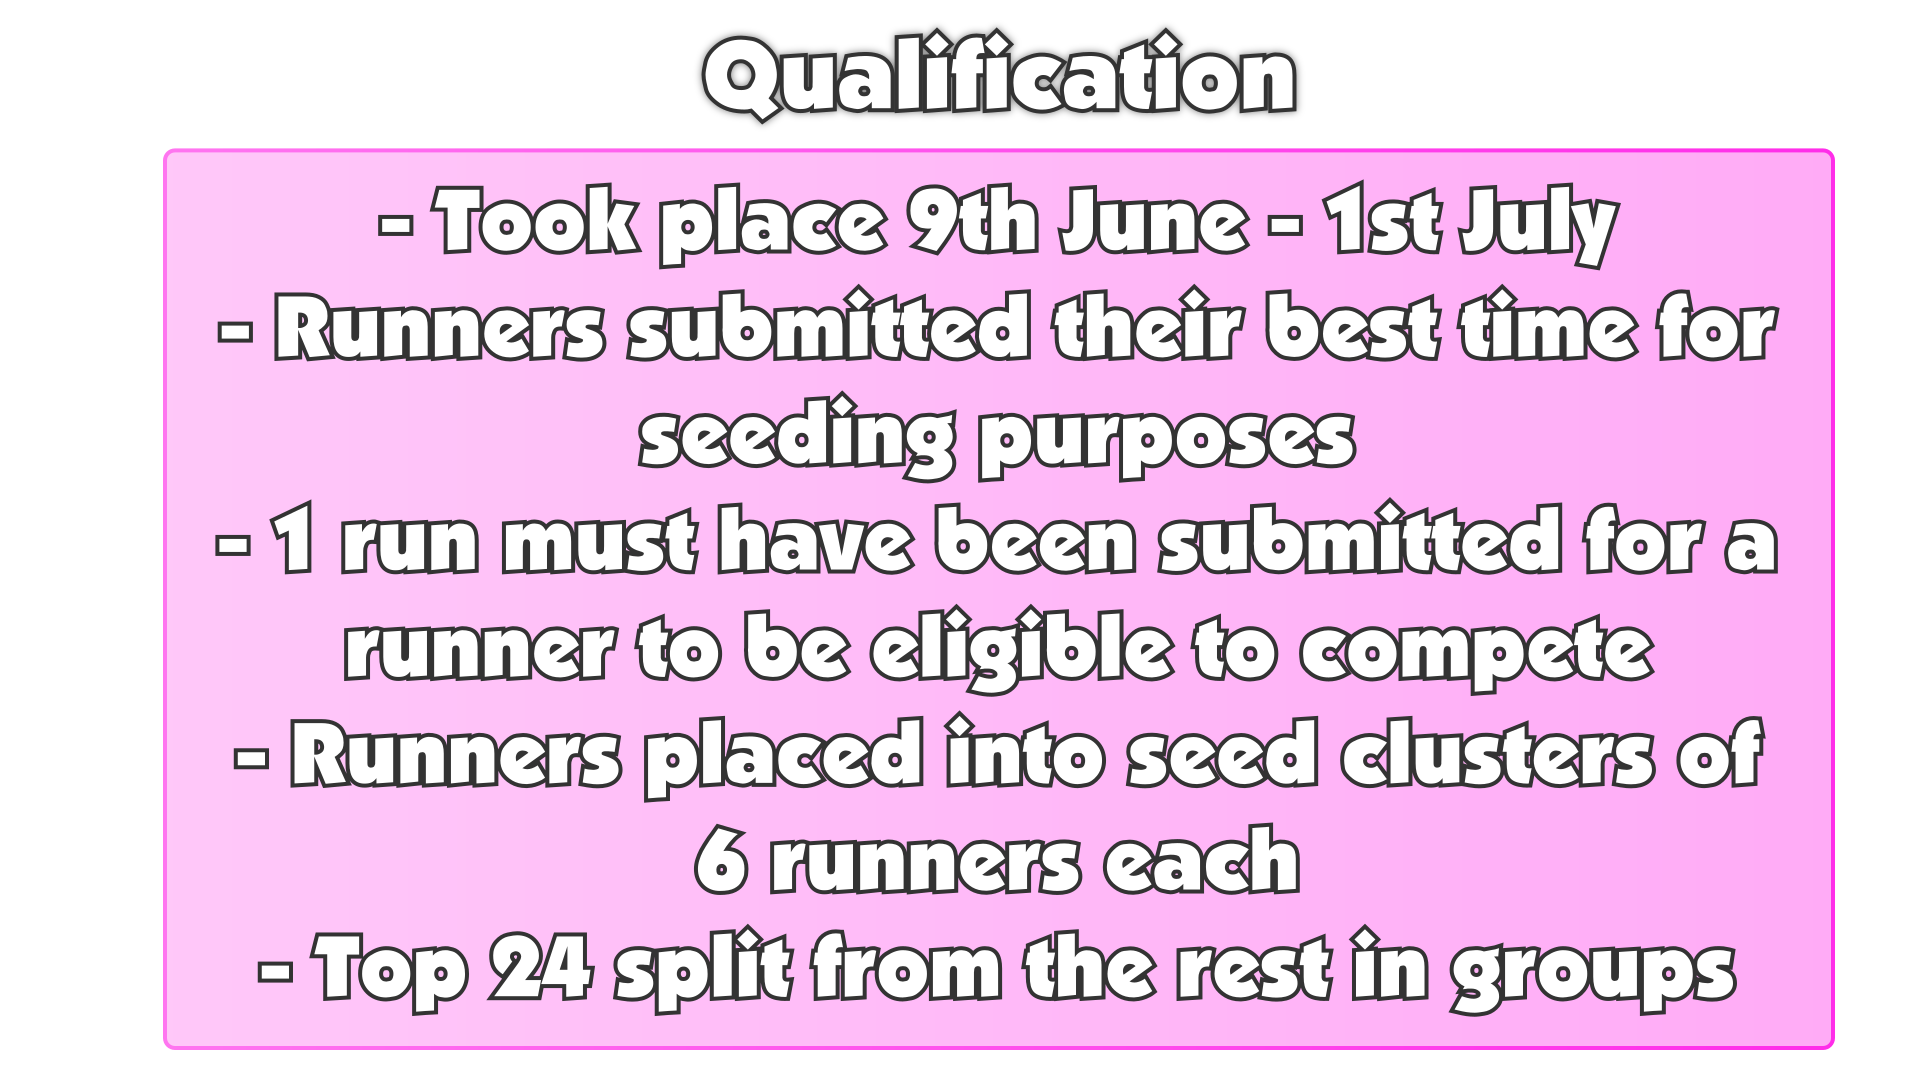 Qualification
- Took place 9th June - 1st July
- Runners submitted their best time for
seeding purposes
- 1 run must have been submitted for a
runner to be eligible to compete
- Runners placed into seed clusters of
6 runners each
- Top 24 split from the rest in groups